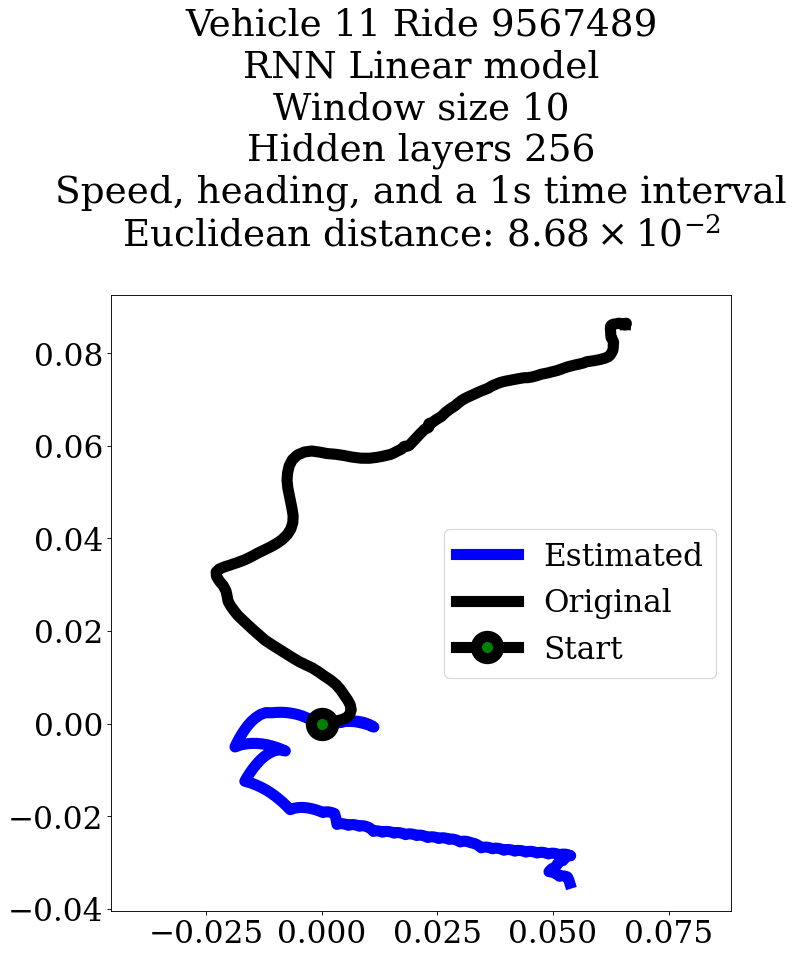 Vehicle 11 Ride 9567489
RNN Linear model
Window size 10
Hidden layers 256
Speed, heading, and a 1s time interval
Euclidean distance: 8.68 × 10⁻²
0.08
0.06
0.04
0.02
0.00
−0.02
−0.04
Estimated
Original
Start
−0.025 0.000 0.025 0.050 0.075